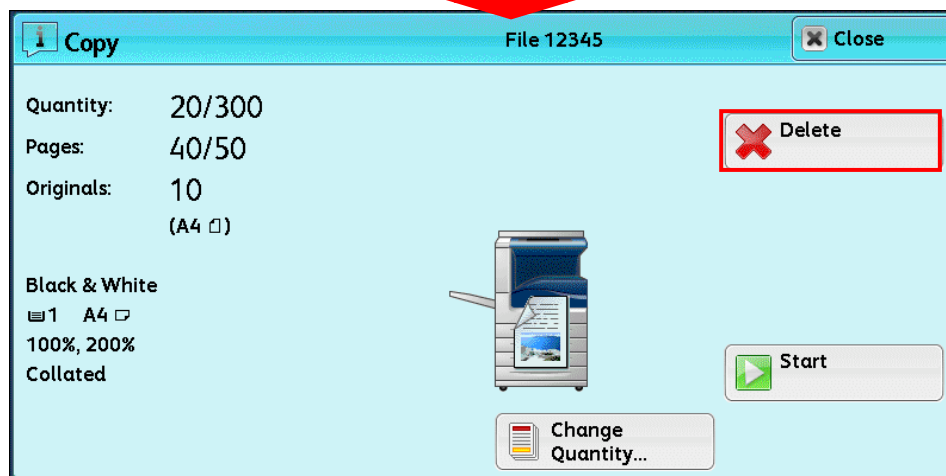 Copy
File 12345
Close
Quantity: 20/300
Pages: 40/50
Originals: 10
(A4)
Delete
Black & White
1 A4
100%, 200%
Collated
Start
Change
Quantity...